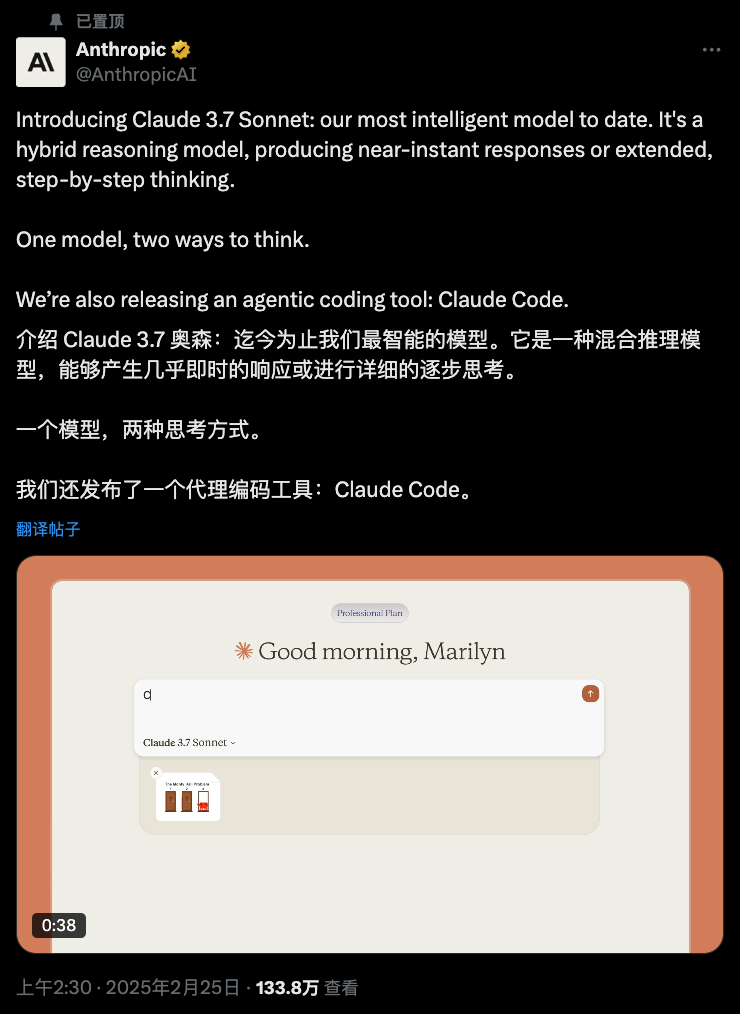 已置顶
Anthropic
@AnthropicAI
Introducing Claude 3.7 Sonnet: our most intelligent model to date. It's a
hybrid reasoning model, producing near-instant responses or extended,
step-by-step thinking.
One model, two ways to think.
We’re also releasing an agentic coding tool: Claude Code.
介绍 Claude 3.7 奥森：迄今为止我们最智能的模型。它是一种混合推理模
型，能够产生几乎即时的响应或进行详细的逐步思考。
一个模型，两种思考方式。
我们还发布了一个代理编码工具：Claude Code。
翻译帖子
Professional Plan
Good morning, Marilyn
C
Claude 3.7 Sonnet
The Monty Hall Problem
1 2 3
0:38
上午2:30 · 2025年2月25日 · 133.8万 查看